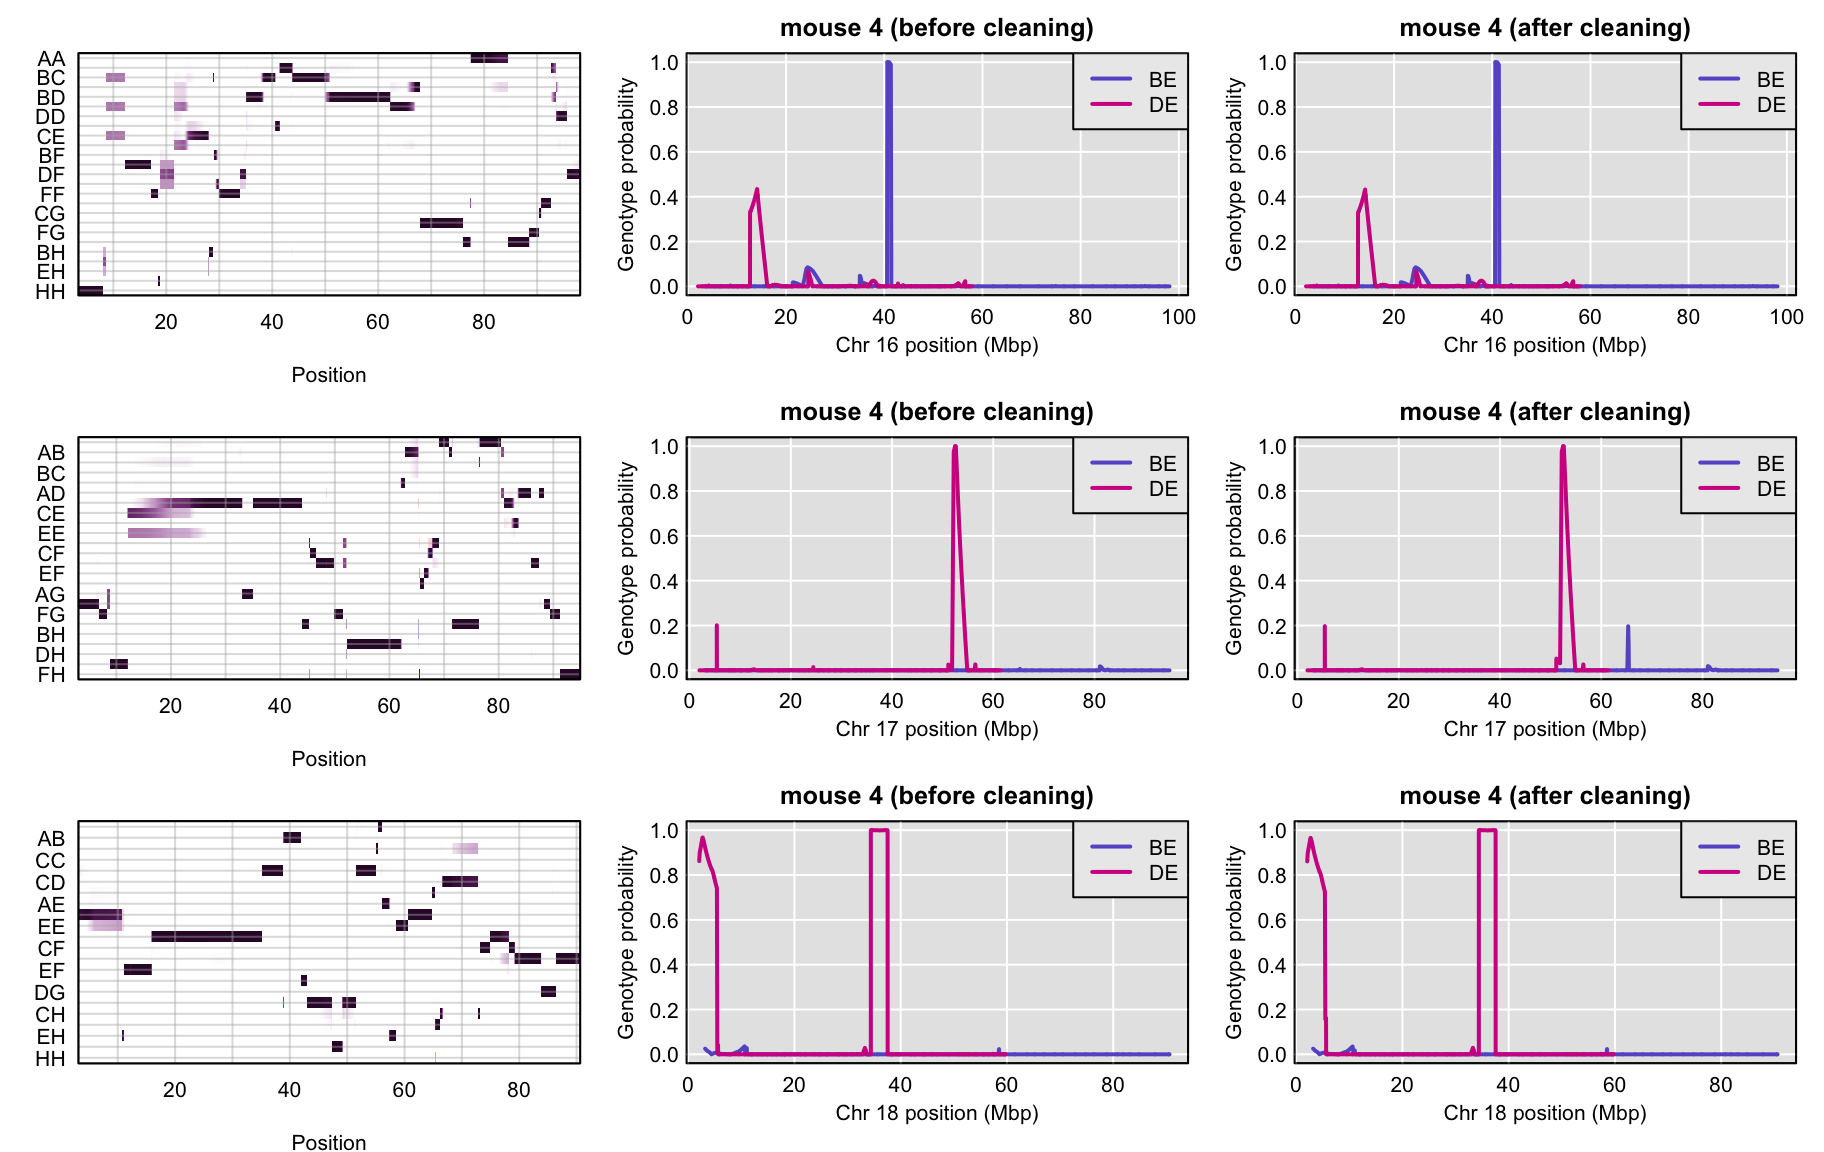 mouse 4 (before cleaning)
mouse 4 (after cleaning)
AA
BC
BD
DD
CE
BF
DF
FF
CG
FG
BH
EH
HH
20 40 60 80
Position
Genotype probability
1.0
0.8
0.6
0.4
0.2
0.0
BE
DE
0 20 40 60 80 100
Chr 16 position (Mbp)
Genotype probability
1.0
0.8
0.6
0.4
0.2
0.0
BE
DE
0 20 40 60 80 100
Chr 16 position (Mbp)
mouse 4 (before cleaning)
mouse 4 (after cleaning)
AB
BC
AD
CE
EE
CF
EF
AG
FG
BH
DH
FH
20 40 60 80
Position
Genotype probability
1.0
0.8
0.6
0.4
0.2
0.0
BE
DE
0 20 40 60 80
Chr 17 position (Mbp)
Genotype probability
1.0
0.8
0.6
0.4
0.2
0.0
BE
DE
0 20 40 60 80
Chr 17 position (Mbp)
mouse 4 (before cleaning)
mouse 4 (after cleaning)
AB
CC
CD
AE
EE
CF
EF
DG
CH
EH
HH
20 40 60 80
Position
Genotype probability
1.0
0.8
0.6
0.4
0.2
0.0
BE
DE
0 20 40 60 80
Chr 18 position (Mbp)
Genotype probability
1.0
0.8
0.6
0.4
0.2
0.0
BE
DE
0 20 40 60 80
Chr 18 position (Mbp)